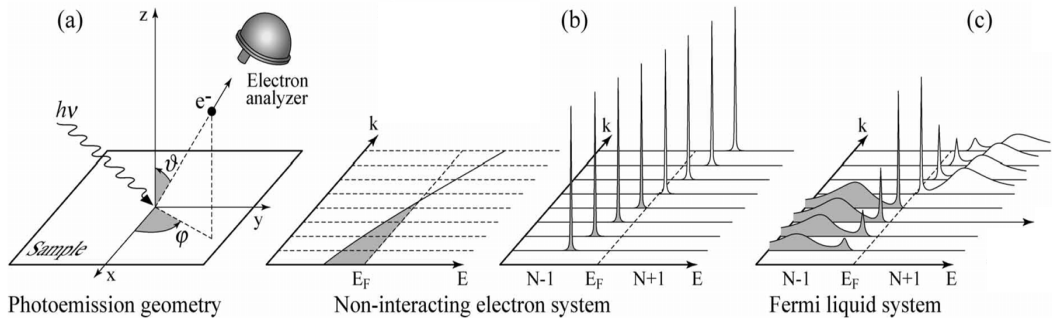 (a)
z
Electron
analyzer
e-
hν
ϑ
y
φ
Sample
x
Photoemission geometry
(b)
k
E_F
E
k
N-1
E_F
N+1
E
Non-interacting electron system
(c)
k
N-1
E_F
N+1
E
Fermi liquid system